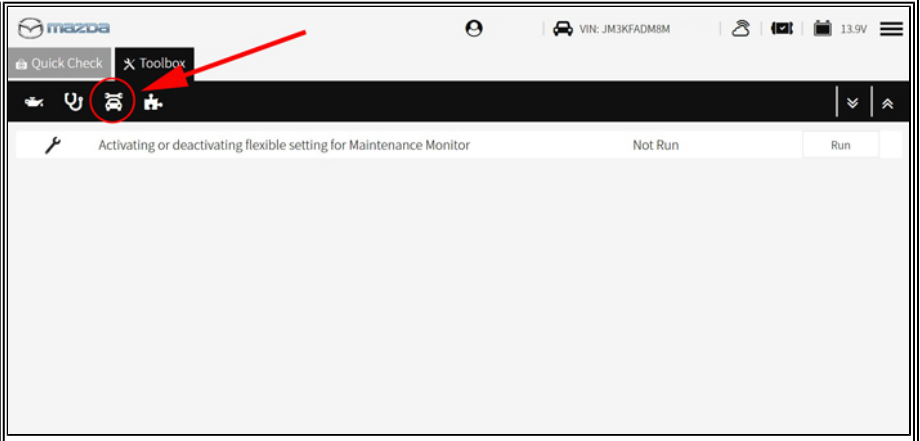 mazda
VIN: JM3KFADM8M
13.9V
Quick Check
Toolbox
Activating or deactivating flexible setting for Maintenance Monitor Not Run Run